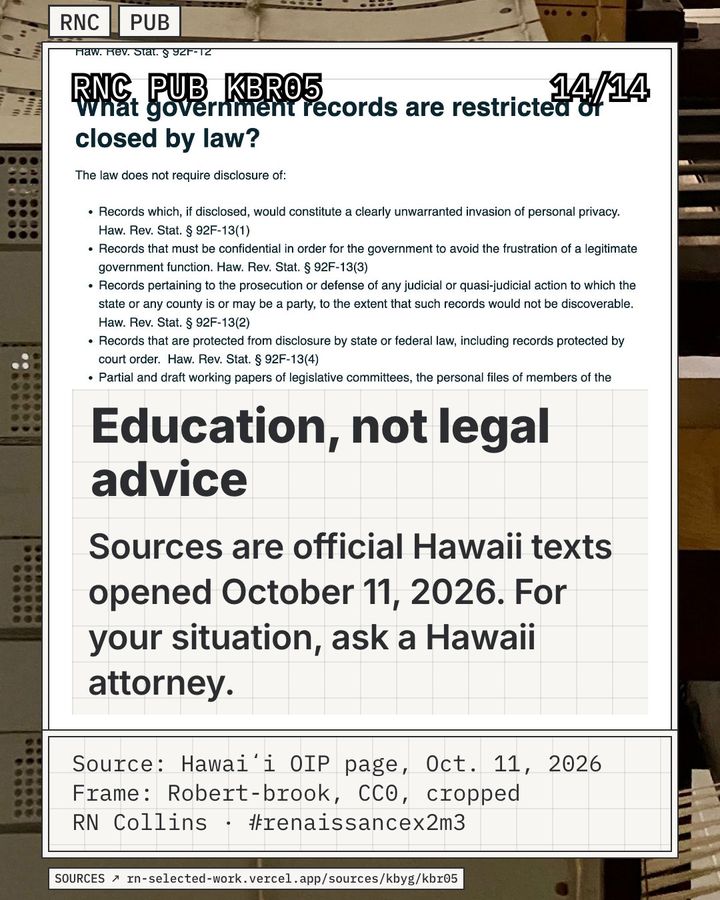 RNC PUB
Haw. Rev. Stat. § 92F-12
RNC PUB KBR05 14/14
What government records are restricted or
closed by law?
The law does not require disclosure of:
• Records which, if disclosed, would constitute a clearly unwarranted invasion of personal privacy.
Haw. Rev. Stat. § 92F-13(1)
• Records that must be confidential in order for the government to avoid the frustration of a legitimate
government function. Haw. Rev. Stat. § 92F-13(3)
• Records pertaining to the prosecution or defense of any judicial or quasi-judicial action to which the
state or any county is or may be a party, to the extent that such records would not be discoverable.
Haw. Rev. Stat. § 92F-13(2)
• Records that are protected from disclosure by state or federal law, including records protected by
court order. Haw. Rev. Stat. § 92F-13(4)
• Partial and draft working papers of legislative committees, the personal files of members of the
Education, not legal
advice
Sources are official Hawaii texts
opened October 11, 2026. For
your situation, ask a Hawaii
attorney.
Source: Hawaiʻi OIP page, Oct. 11, 2026
Frame: Robert-brook, CC0, cropped
RN Collins · #renaissancex2m3
SOURCES ↗ rn-selected-work.vercel.app/sources/kbyg/kbr05